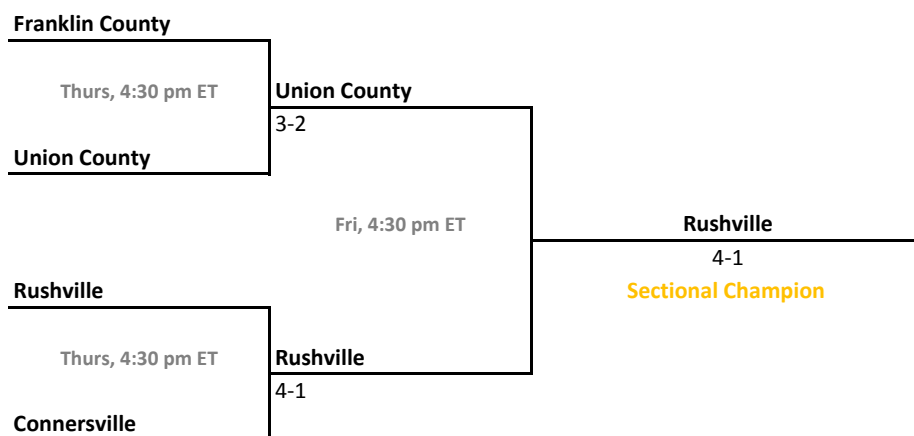 Franklin County
Thurs, 4:30 pm ET
Union County
3-2
Union County
Fri, 4:30 pm ET
Rushville
4-1
Sectional Champion
Rushville
Thurs, 4:30 pm ET
Rushville
4-1
Connersville